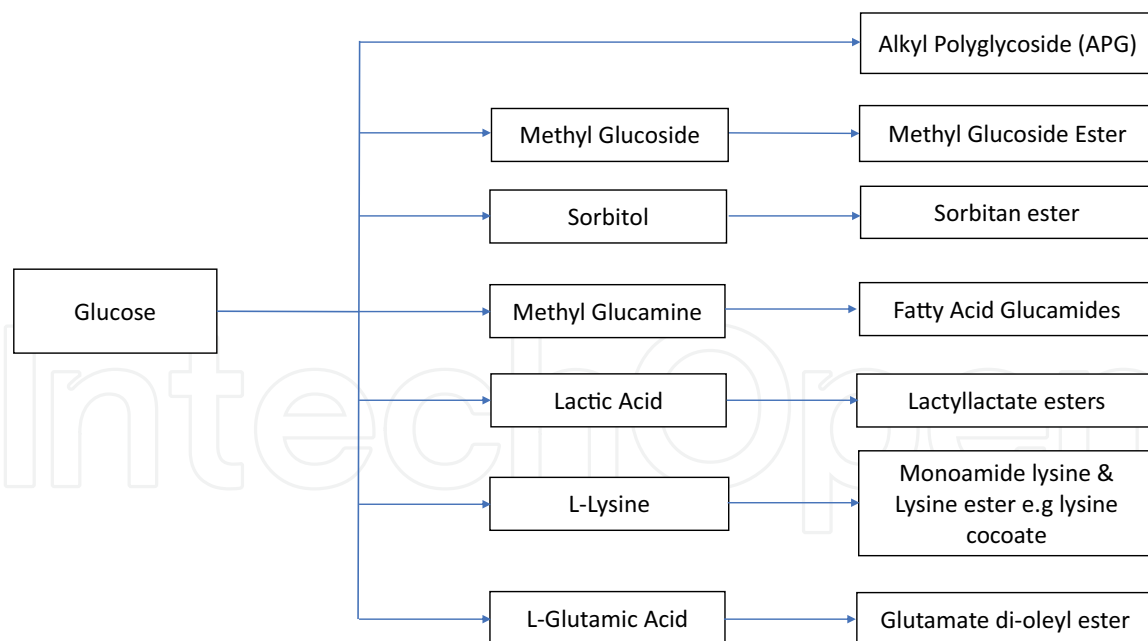 Alkyl Polyglycoside (APG)
Methyl Glucoside
Methyl Glucoside Ester
Sorbitol
Sorbitan ester
Glucose
Methyl Glucamine
Fatty Acid Glucamides
Lactic Acid
Lactyllactate esters
L-Lysine
Monoamide lysine &
Lysine ester e.g lysine
cocoate
L-Glutamic Acid
Glutamate di-oleyl ester
IntechOpen